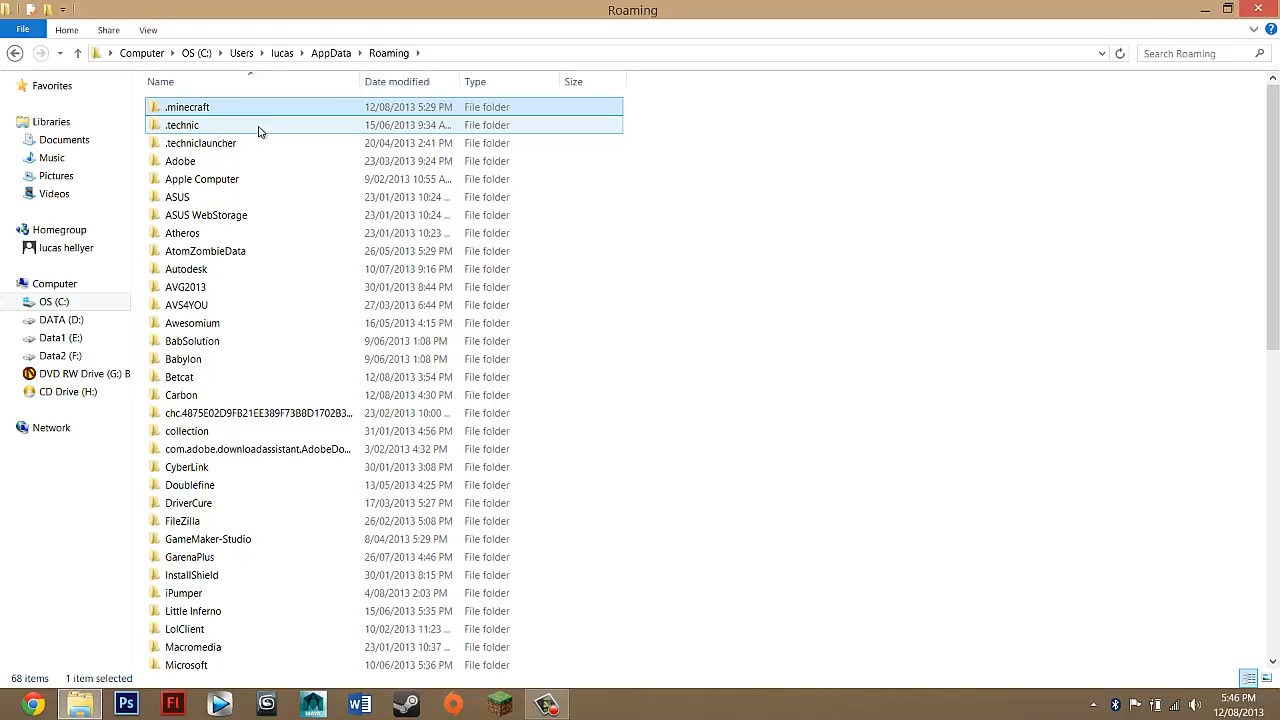 Roaming
File Home Share View
Computer OS (C:) Users lucas AppData Roaming Search Roaming
Name Date modified Type Size
Favorites
Libraries
Documents
Music
Pictures
Videos
Homegroup
lucas hellyer
Computer
OS (C:)
DATA (D:)
Data1 (E:)
Data2 (F:)
DVD RW Drive (G:) B
CD Drive (H:)
Network
.minecraft 12/08/2013 5:29 PM File folder
.technic 15/06/2013 9:34 A... File folder
.techniclauncher 20/04/2013 2:41 PM File folder
Adobe 23/03/2013 9:24 PM File folder
Apple Computer 9/02/2013 10:55 A... File folder
ASUS 23/01/2013 10:24 ... File folder
ASUS WebStorage 23/01/2013 10:24 ... File folder
Atheros 23/01/2013 10:23 ... File folder
AtomZombieData 26/05/2013 5:29 PM File folder
Autodesk 10/07/2013 9:16 PM File folder
AVG2013 30/01/2013 8:44 PM File folder
AVS4YOU 27/03/2013 6:44 PM File folder
Awesomium 16/05/2013 4:15 PM File folder
BabSolution 9/06/2013 1:08 PM File folder
Babylon 9/06/2013 1:08 PM File folder
Betcat 12/08/2013 3:54 PM File folder
Carbon 12/08/2013 4:30 PM File folder
chc.4875E02D9FB21EE389F73B8D1702B3... 23/02/2013 10:00 ... File folder
collection 31/01/2013 4:56 PM File folder
com.adobe.downloadassistant.AdobeDo... 3/02/2013 4:32 PM File folder
CyberLink 30/01/2013 3:08 PM File folder
Doublefine 13/05/2013 4:25 PM File folder
DriverCure 17/03/2013 5:27 PM File folder
FileZilla 26/02/2013 5:08 PM File folder
GameMaker-Studio 8/04/2013 5:29 PM File folder
GarenaPlus 26/07/2013 4:46 PM File folder
InstallShield 30/01/2013 8:15 PM File folder
iPumper 4/08/2013 2:03 PM File folder
Little Inferno 15/06/2013 5:35 PM File folder
LolClient 10/02/2013 11:23 ... File folder
Macromedia 23/01/2013 10:37 ... File folder
Microsoft 10/06/2013 5:36 PM File folder
68 items 1 item selected
Ps Fl MAYA W
5:46 PM
12/08/2013